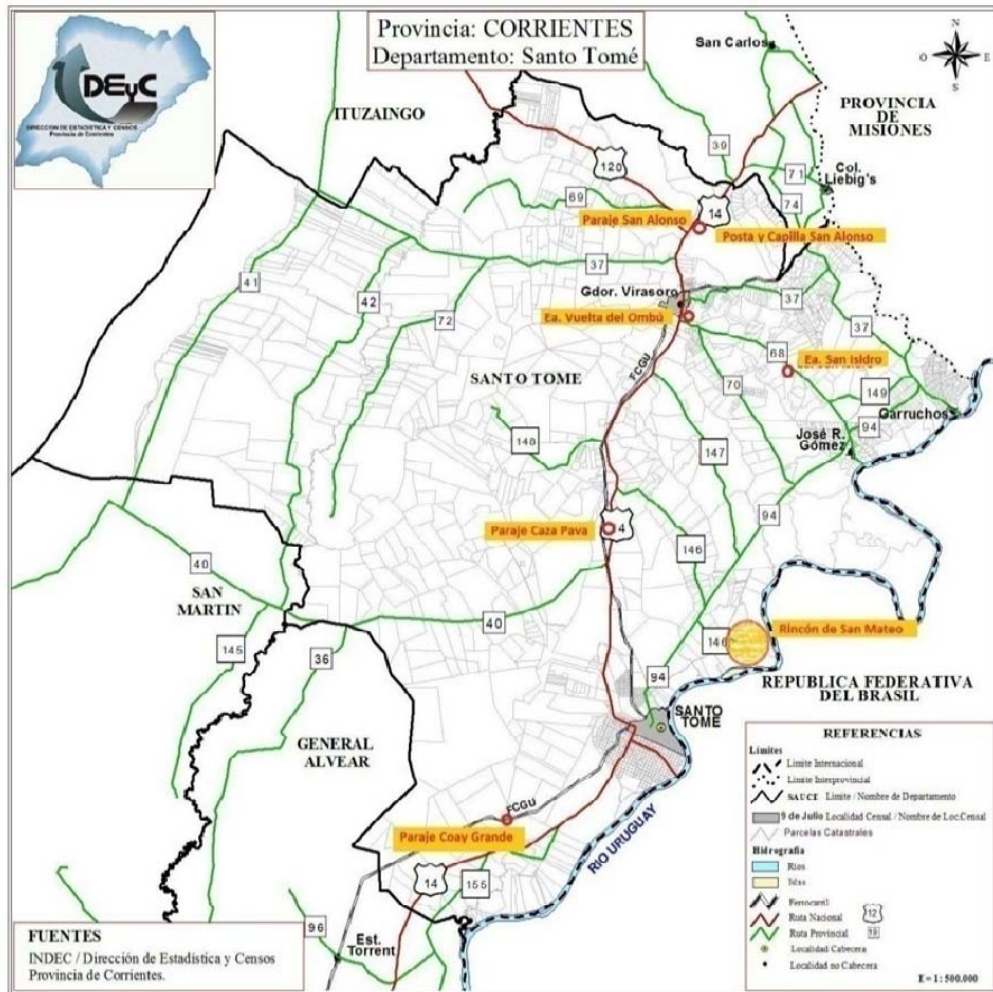 Provincia: CORRIENTES
Departamento: Santo Tomé
DEyC
DIRECCION DE ESTADISTICA Y CENSOS
Provincia de Corrientes
N
O
E
S
San Carlos
ITUZAINGO
PROVINCIA
DE
MISIONES
120
39
71
Col.
Liebig's
69
74
14
Paraje San Alonso
Posta y Capilla San Alonso
41
42
37
72
Gdor. Virasoro
37
Ea. Vuelta del Ombú
37
68
Ea. San Isidro
FCGU
SANTO TOME
70
149
Garruchos
94
José R.
Gómez
148
147
94
Paraje Caza Pava
4
146
40
SAN
MARTIN
40
145
36
146
Rincón de San Mateo
94
REPUBLICA FEDERATIVA
DEL BRASIL
SANTO
TOME
GENERAL
ALVEAR
FCGU
Paraje Coay Grande
RIO URUGUAY
14
155
96
Est.
Torrent
REFERENCIAS
Límites
Limite Internacional
Limite Interprovincial
SAUCE Limite / Nombre de Departamento
9 de Julio Localidad Censal / Nombre de Loc.Censal
Parcelas Catastrales
Hidrografia
Rios
Islas
Ferrocarril
Ruta Nacional 12
Ruta Provincial 19
Localidad Cabecera
Localidad no Cabecera
E= 1: 500.000
FUENTES
INDEC / Dirección de Estadística y Censos
Provincia de Corrientes.